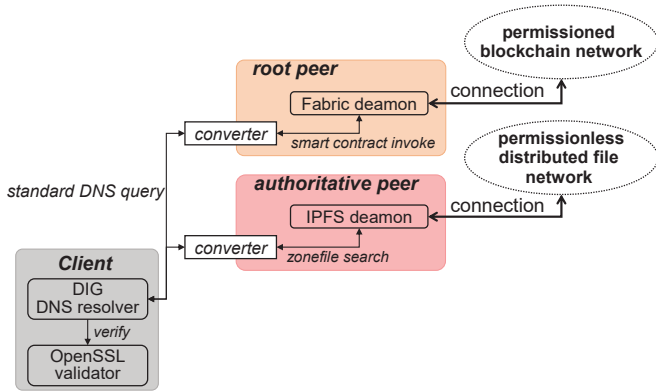 permissioned
blockchain network
root peer
Fabric deamon
connection
converter
smart contract invoke
permissionless
distributed file
network
standard DNS query
authoritative peer
IPFS deamon
connection
converter
zonefile search
Client
DIG
DNS resolver
verify
OpenSSL
validator